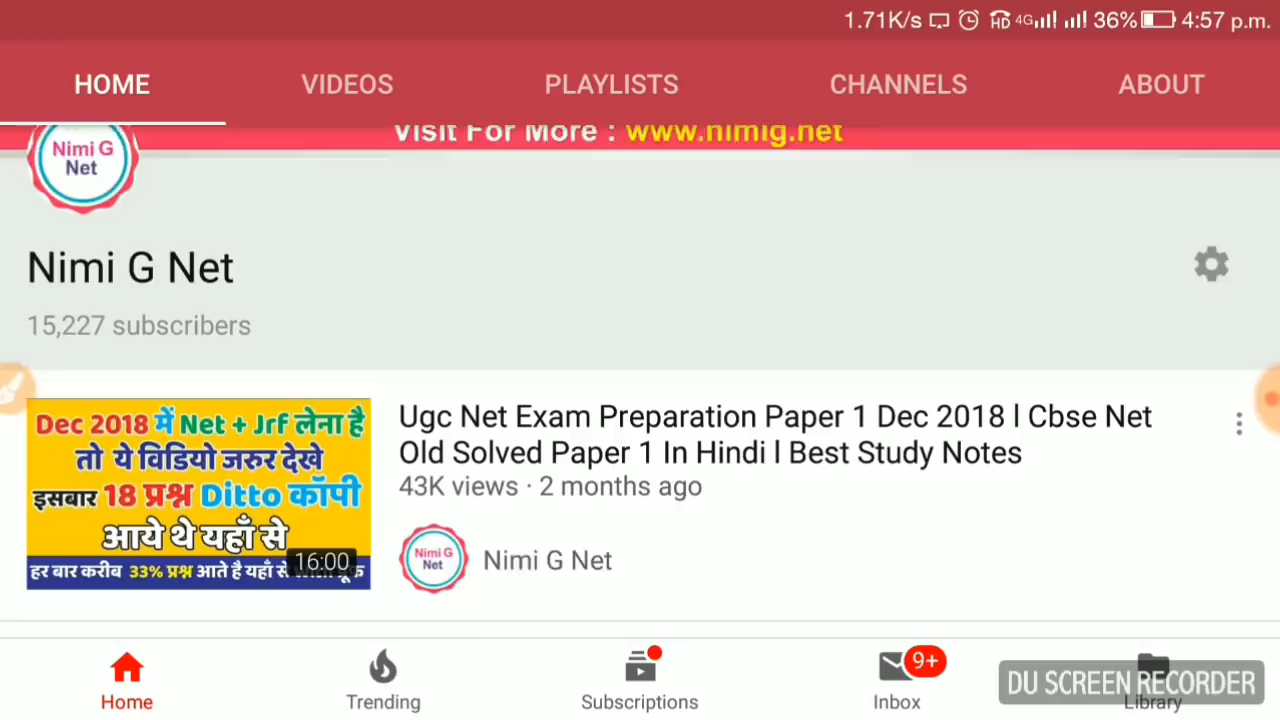 1.71K/s HD 4G 36% 4:57 p.m.
HOME VIDEOS PLAYLISTS CHANNELS ABOUT
Visit For More : www.nimig.net
Nimi G
Net
Nimi G Net
15,227 subscribers
Dec 2018 में Net + Jrf लेना है
तो ये विडियो जरुर देखे
इसबार 18 प्रश्न Ditto कॉपी
आये थे यहाँ से
हर बार करीब 33% प्रश्न आते है यहाँ से
16:00
Ugc Net Exam Preparation Paper 1 Dec 2018 l Cbse Net
Old Solved Paper 1 In Hindi l Best Study Notes
43K views · 2 months ago
Nimi G
Net
Nimi G Net
Home Trending Subscriptions Inbox 9+ Library
DU SCREEN RECORDER